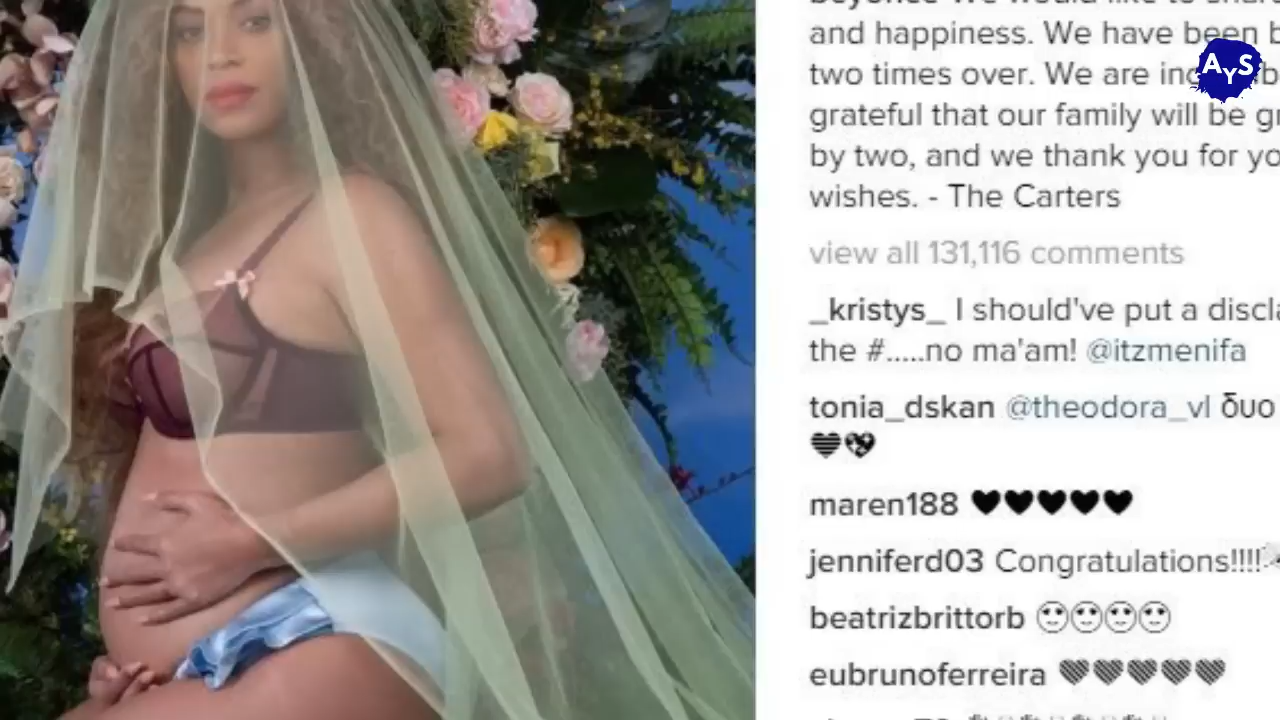 and happiness. We have been b
two times over. We are inc
grateful that our family will be gr
by two, and we thank you for yo
wishes. - The Carters
view all 131,116 comments
_kristys_ I should've put a discla
the #.....no ma'am! @itzmenifa
tonia_dskan @theodora_vl δυο
maren188
jenniferd03 Congratulations!!!!
beatrizbrittorb
eubrunoferreira
AyS